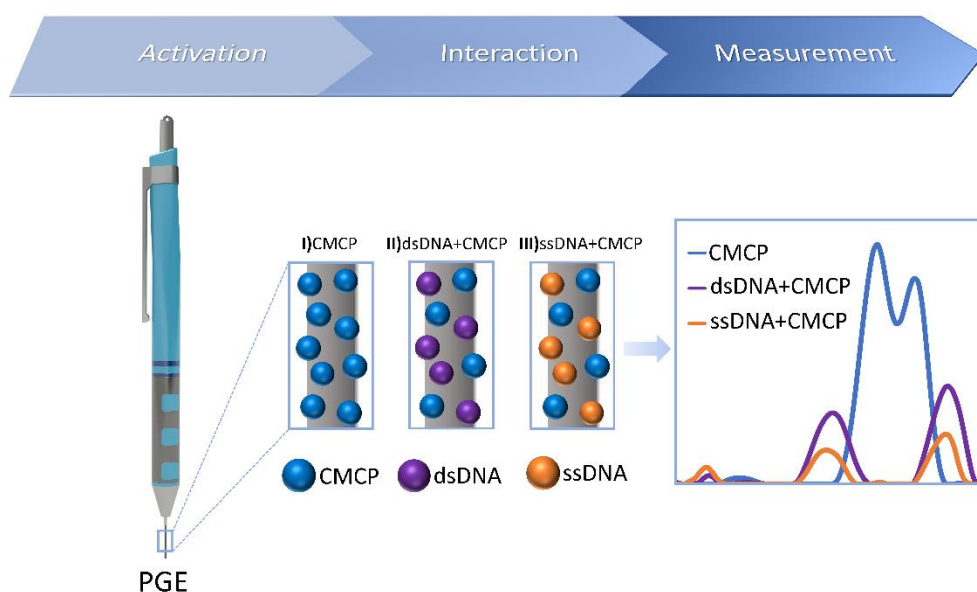 Activation
Interaction
Measurement
I)CMCP
II)dsDNA+CMCP
III)ssDNA+CMCP
CMCP
dsDNA+CMCP
ssDNA+CMCP
CMCP
dsDNA
ssDNA
PGE